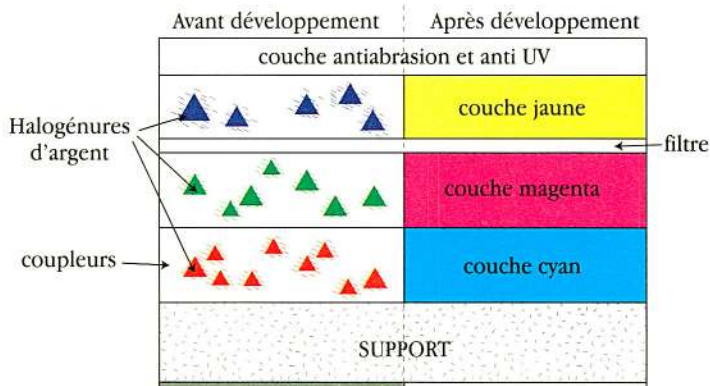 Avant développement
Après développement
couche antiabrasion et anti UV
couche jaune
Halogénures
d'argent
filtre
couche magenta
coupleurs
couche cyan
SUPPORT